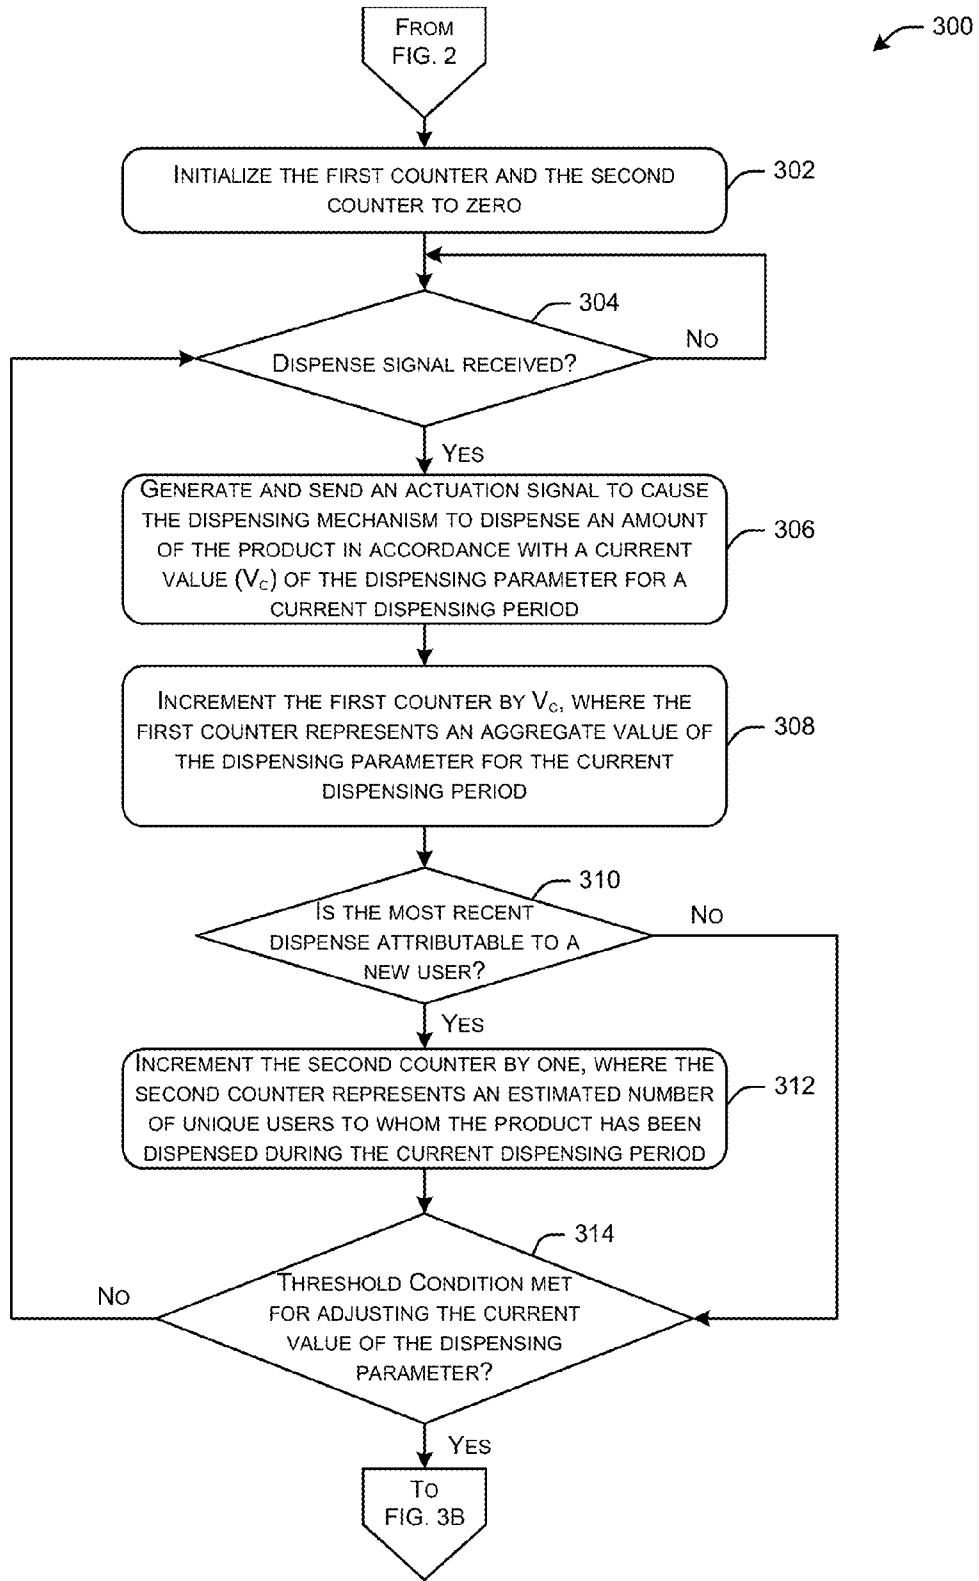 FROM
FIG. 2
300
INITIALIZE THE FIRST COUNTER AND THE SECOND
COUNTER TO ZERO
302
304
NO
DISPENSE SIGNAL RECEIVED?
YES
GENERATE AND SEND AN ACTUATION SIGNAL TO CAUSE
THE DISPENSING MECHANISM TO DISPENSE AN AMOUNT
OF THE PRODUCT IN ACCORDANCE WITH A CURRENT
VALUE (VC) OF THE DISPENSING PARAMETER FOR A
CURRENT DISPENSING PERIOD
306
INCREMENT THE FIRST COUNTER BY VC, WHERE THE
FIRST COUNTER REPRESENTS AN AGGREGATE VALUE OF
THE DISPENSING PARAMETER FOR THE CURRENT
DISPENSING PERIOD
308
310
IS THE MOST RECENT
DISPENSE ATTRIBUTABLE TO A
NEW USER?
NO
YES
INCREMENT THE SECOND COUNTER BY ONE, WHERE THE
SECOND COUNTER REPRESENTS AN ESTIMATED NUMBER
OF UNIQUE USERS TO WHOM THE PRODUCT HAS BEEN
DISPENSED DURING THE CURRENT DISPENSING PERIOD
312
314
NO
THRESHOLD CONDITION MET
FOR ADJUSTING THE CURRENT
VALUE OF THE DISPENSING
PARAMETER?
YES
TO
FIG. 3B